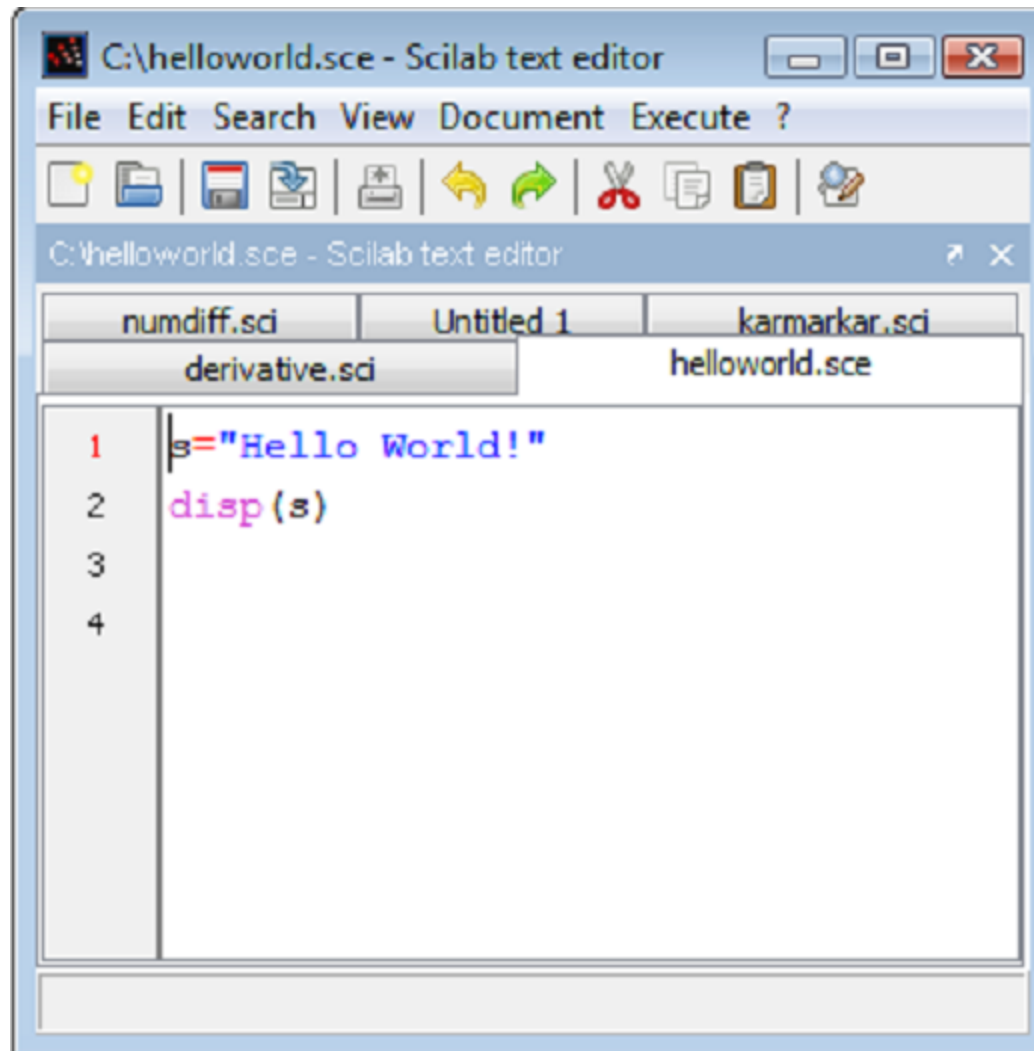 C:\helloworld.sce - Scilab text editor
File Edit Search View Document Execute ?
C:\helloworld.sce - Scilab text editor
numdiff.sci Untitled 1 karmarkar.sci
derivative.sci helloworld.sce
1 s="Hello World!"
2 disp(s)
3
4